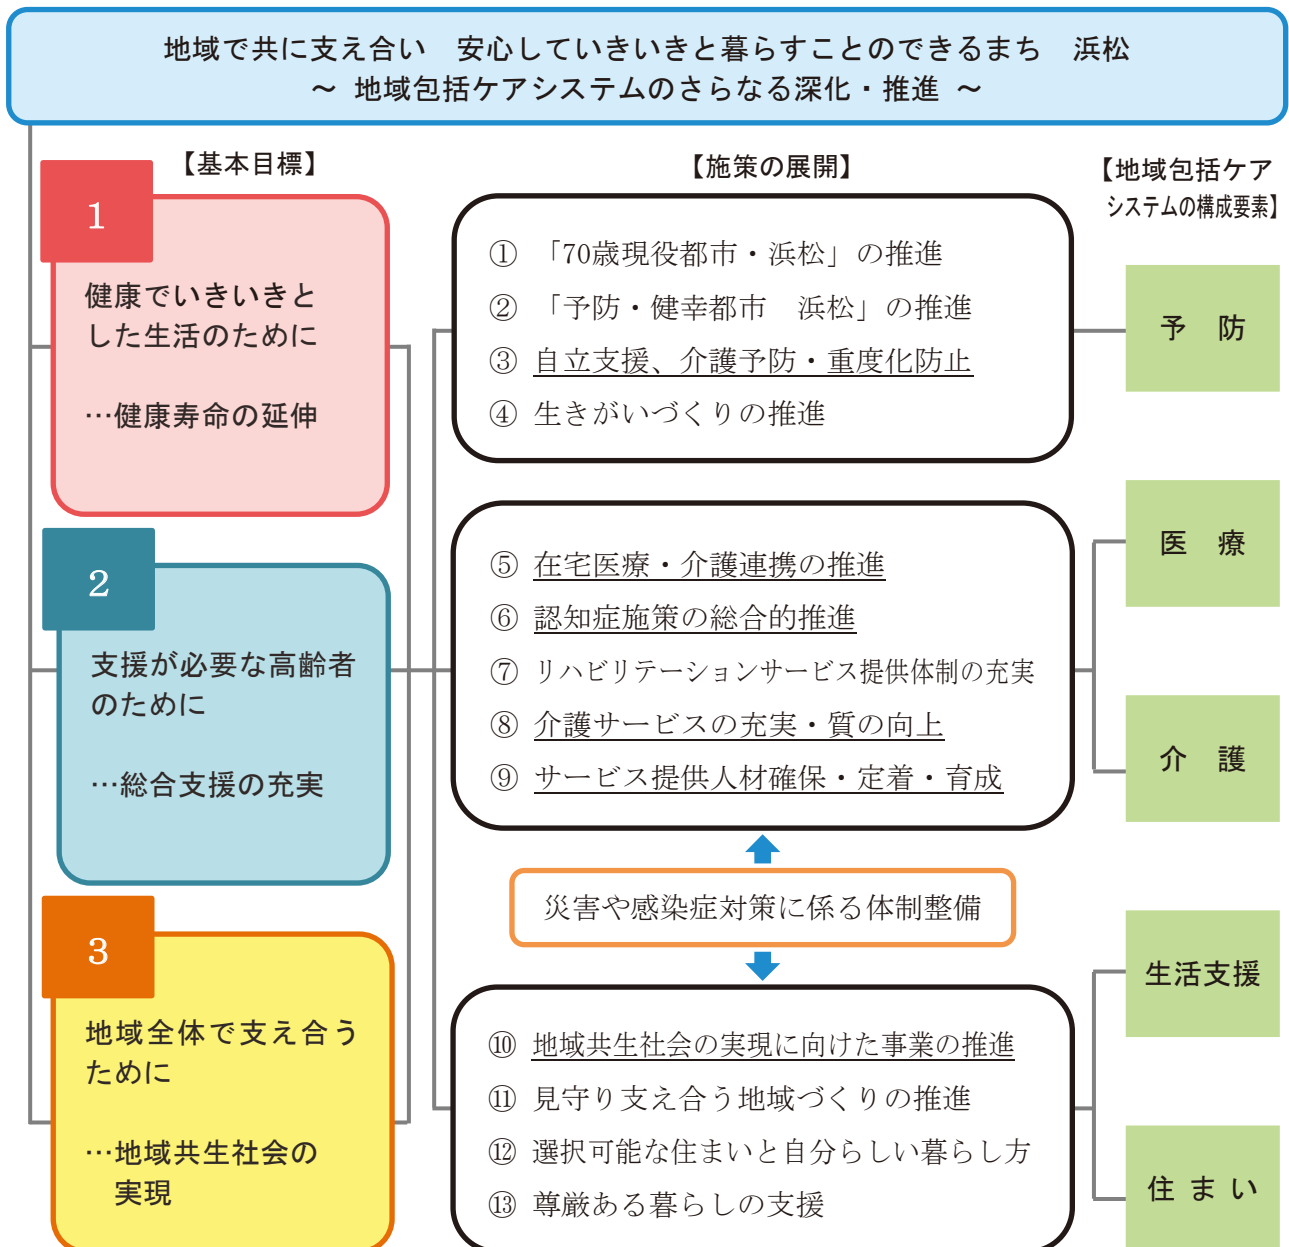 地域で共に支え合い　安心していきいきと暮らすことのできるまち　浜松
～ 地域包括ケアシステムのさらなる深化・推進 ～
【基本目標】
【施策の展開】
【地域包括ケア
システムの構成要素】
1
健康でいきいきと
した生活のために
…健康寿命の延伸
① 「70歳現役都市・浜松」の推進
② 「予防・健幸都市　浜松」の推進
③ 自立支援、介護予防・重度化防止
④ 生きがいづくりの推進
予　防
2
支援が必要な高齢者
のために
…総合支援の充実
⑤ 在宅医療・介護連携の推進
⑥ 認知症施策の総合的推進
⑦ リハビリテーションサービス提供体制の充実
⑧ 介護サービスの充実・質の向上
⑨ サービス提供人材確保・定着・育成
医　療
介　護
災害や感染症対策に係る体制整備
3
地域全体で支え合う
ために
…地域共生社会の
実現
⑩ 地域共生社会の実現に向けた事業の推進
⑪ 見守り支え合う地域づくりの推進
⑫ 選択可能な住まいと自分らしい暮らし方
⑬ 尊厳ある暮らしの支援
生活支援
住 ま い